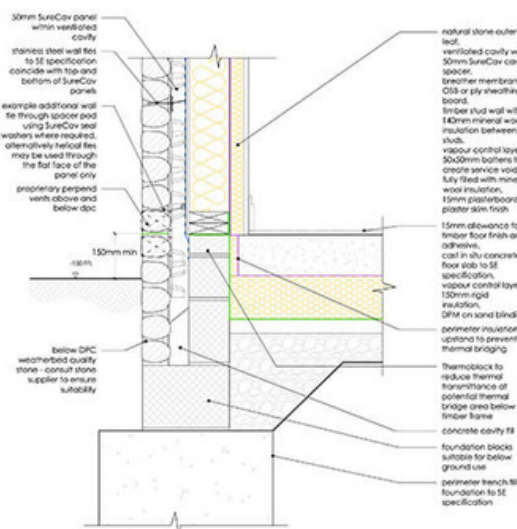 50mm SureCav panel
within ventilated
cavity
stainless steel wall ties
to SE specification
coincide with top and
bottom of SureCav
panels
example additional wall
tie through spacer pad
using SureCav seal
washers where required,
alternatively helical ties
may be used through
the flat face of the
panel only
proprietary perpend
vents above and
below dpc
150mm min
below DPC
weatherbed quality
stone - consult stone
supplier to ensure
suitability
natural stone outer
leaf,
ventilated cavity w
50mm SureCav cav
spacer,
breather membran
OSB or ply sheathin
board,
timber stud wall wit
140mm mineral woo
insulation between
studs,
vapour control laye
50x50mm battens t
create service void
fully filled with mine
wool insulation,
15mm plasterboard
plaster skim finish
15mm allowance fo
timber floor finish an
adhesive,
cast in situ concrete
floor slab to SE
specification,
vapour control laye
150mm rigid
insulation,
DPM on sand blindi
perimeter insulation
upstand to prevent
thermal bridging
Thermoblock to
reduce thermal
transmittance at
potential thermal
bridge area below
timber frame
concrete cavity fill
foundation blocks
suitable for below
ground use
perimeter trench fill
foundation to SE
specification